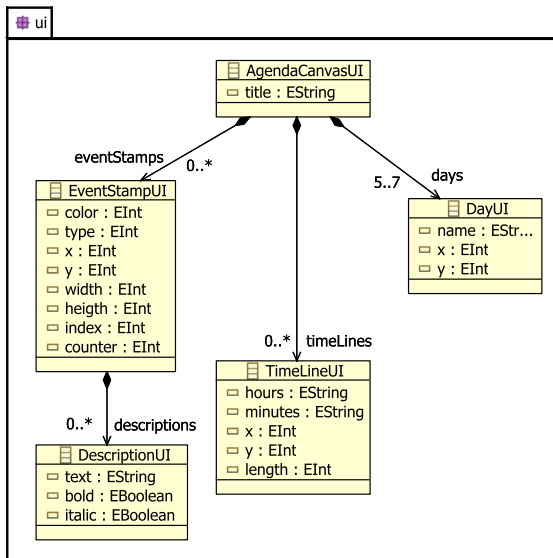 ui
AgendaCanvasUI
title : EString
eventStamps
0..*
days
5..7
EventStampUI
color : EInt
type : EInt
x : EInt
y : EInt
width : EInt
heigth : EInt
index : EInt
counter : EInt
DayUI
name : EStr...
x : EInt
y : EInt
0..*
timeLines
TimeLineUI
hours : EString
minutes : EString
x : EInt
y : EInt
length : EInt
0..*
descriptions
DescriptionUI
text : EString
bold : EBoolean
italic : EBoolean